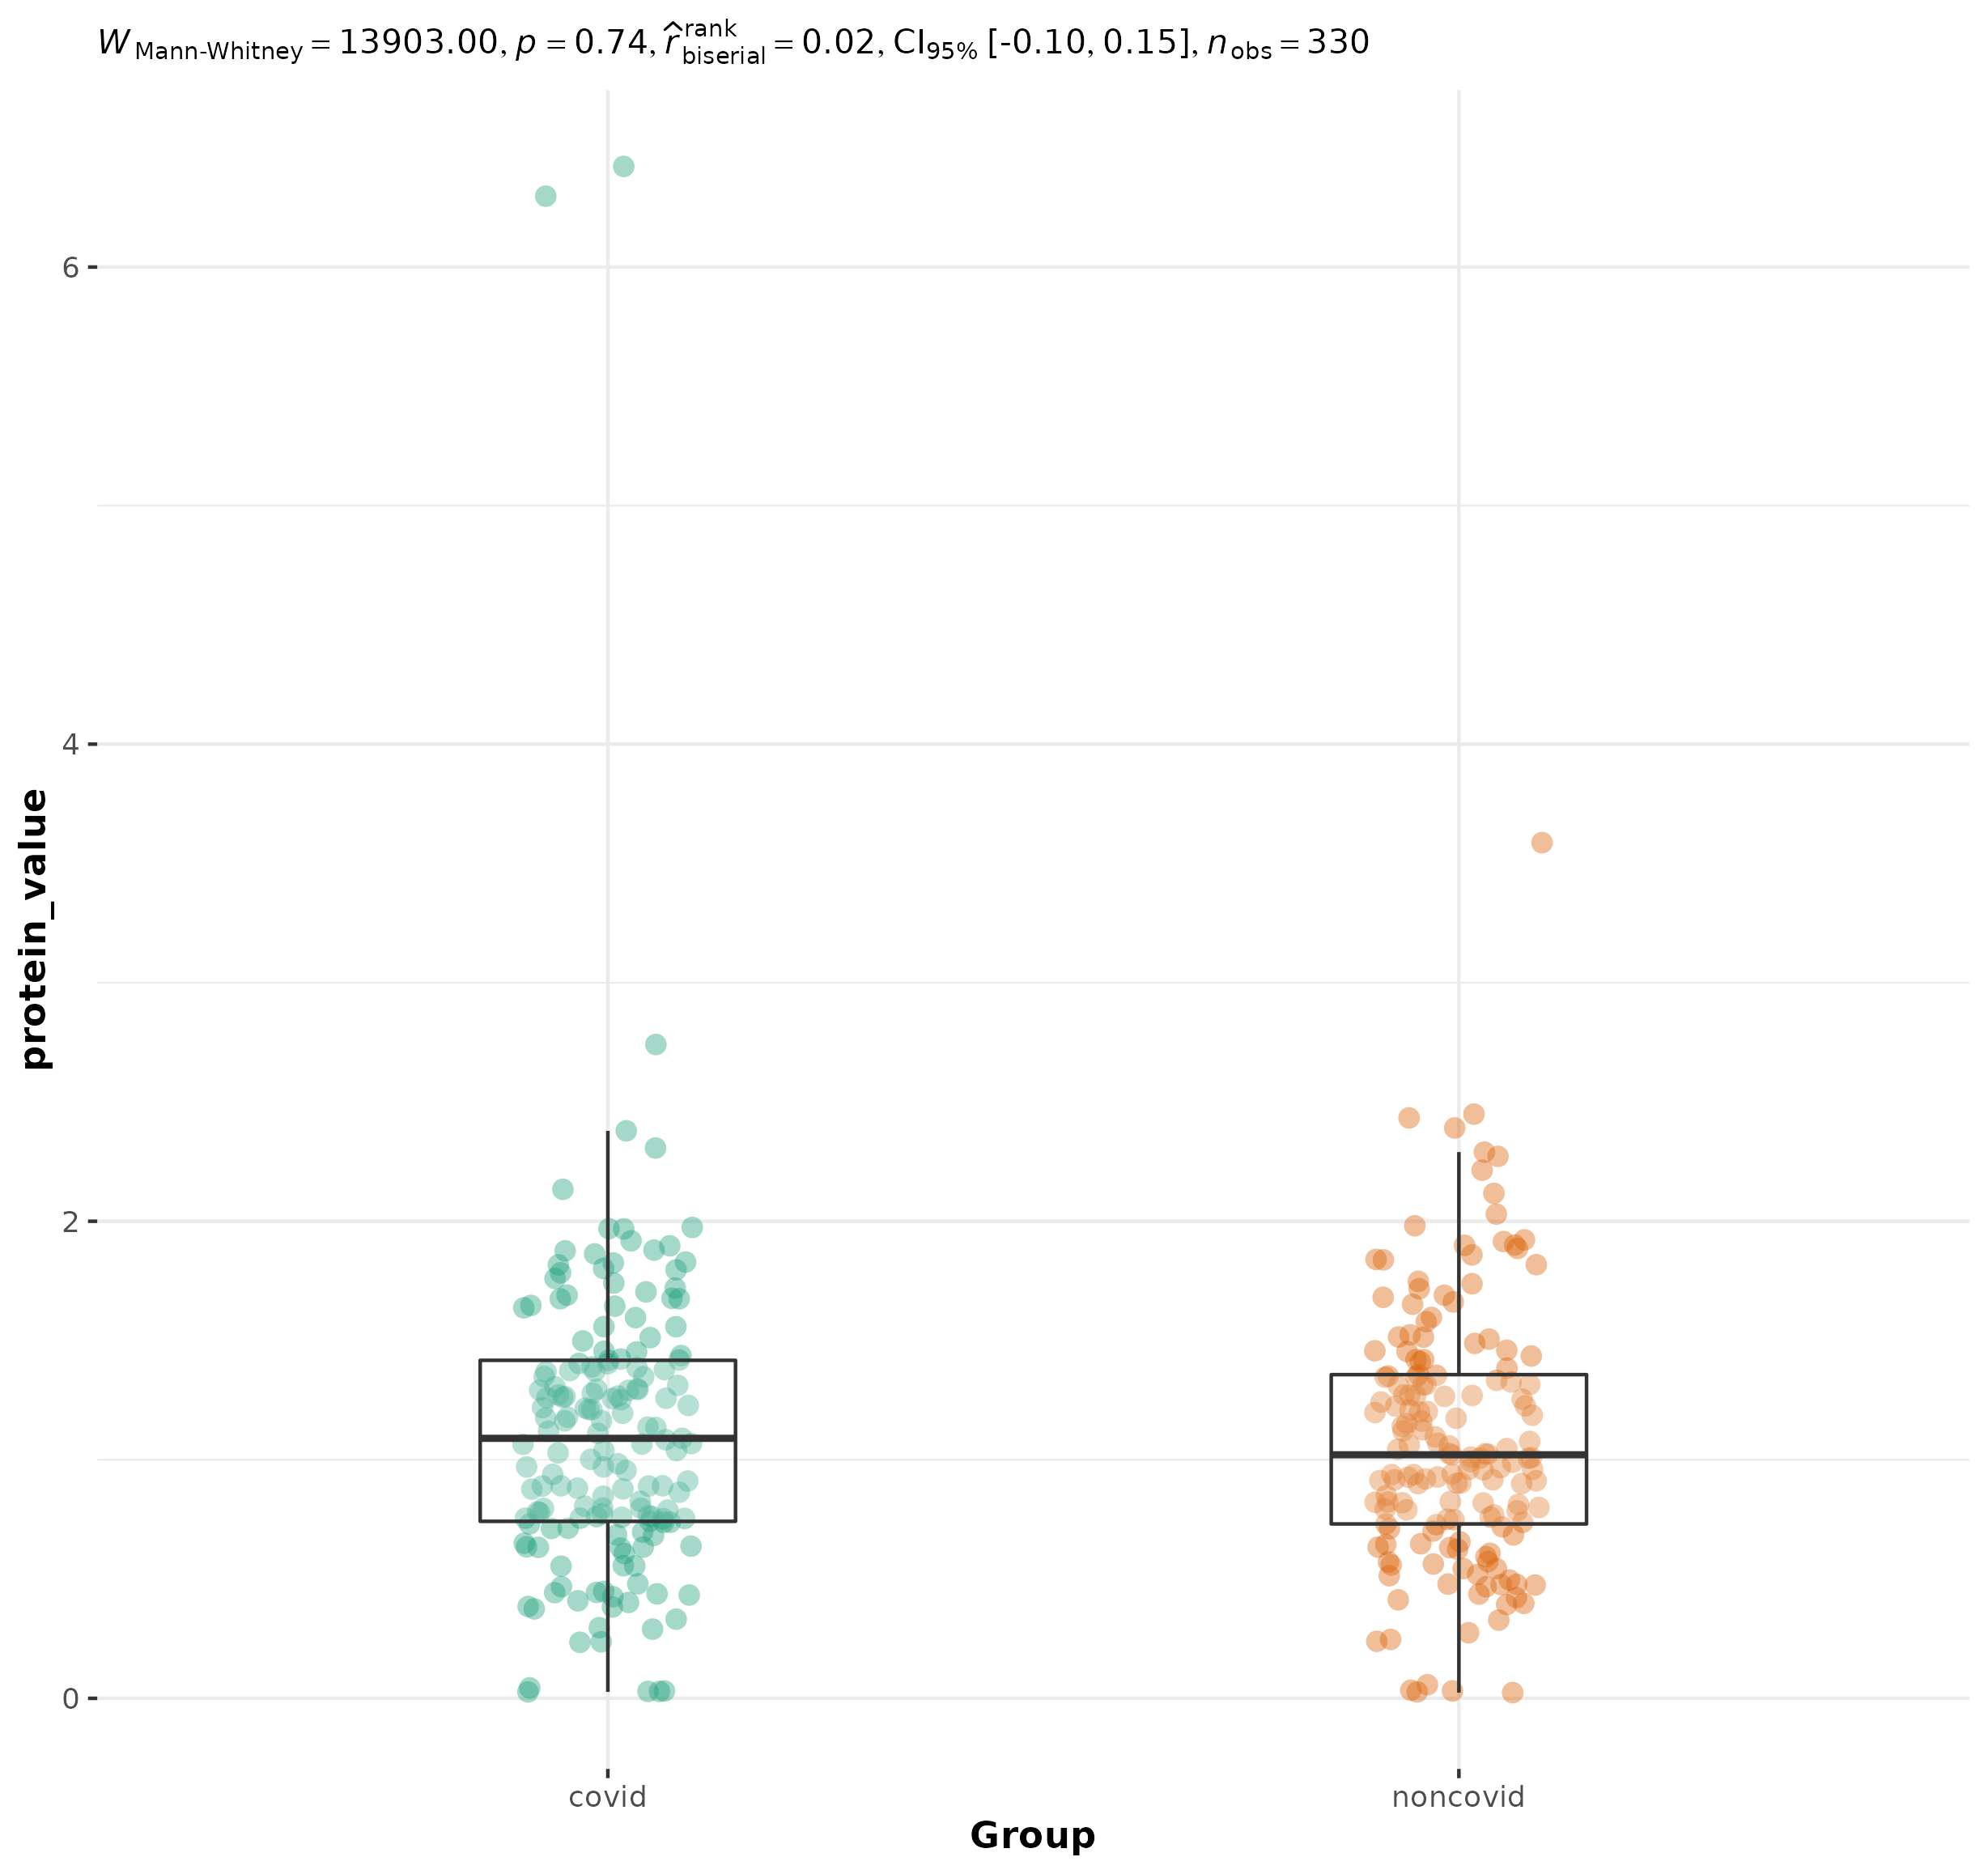 W Mann-Whitney = 13903.00, p = 0.74, r̂ rank biserial = 0.02, CI95% [-0.10, 0.15], n obs = 330
6
4
2
0
protein_value
covid noncovid
Group